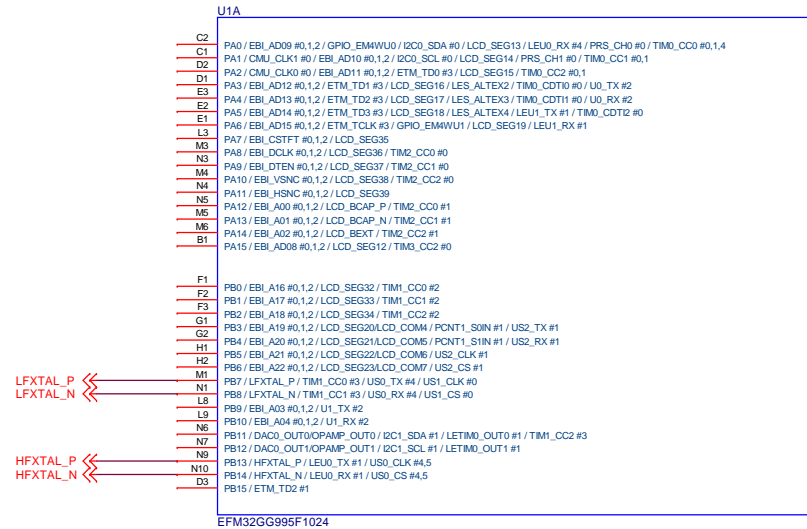 U1A
C2 PA0 / EBI_AD09 #0,1,2 / GPIO_EM4WU0 / I2C0_SDA #0 / LCD_SEG13 / LEU0_RX #4 / PRS_CH0 #0 / TIM0_CC0 #0,1,4
C1 PA1 / CMU_CLK1 #0 / EBI_AD10 #0,1,2 / I2C0_SCL #0 / LCD_SEG14 / PRS_CH1 #0 / TIM0_CC1 #0,1
D2 PA2 / CMU_CLK0 #0 / EBI_AD11 #0,1,2 / ETM_TD0 #3 / LCD_SEG15 / TIM0_CC2 #0,1
D1 PA3 / EBI_AD12 #0,1,2 / ETM_TD1 #3 / LCD_SEG16 / LES_ALTEX2 / TIM0_CDTI0 #0 / U0_TX #2
E3 PA4 / EBI_AD13 #0,1,2 / ETM_TD2 #3 / LCD_SEG17 / LES_ALTEX3 / TIM0_CDTI1 #0 / U0_RX #2
E2 PA5 / EBI_AD14 #0,1,2 / ETM_TD3 #3 / LCD_SEG18 / LES_ALTEX4 / LEU1_TX #1 / TIM0_CDTI2 #0
E1 PA6 / EBI_AD15 #0,1,2 / ETM_TCLK #3 / GPIO_EM4WU1 / LCD_SEG19 / LEU1_RX #1
L3 PA7 / EBI_CSTFT #0,1,2 / LCD_SEG35
M3 PA8 / EBI_DCLK #0,1,2 / LCD_SEG36 / TIM2_CC0 #0
N3 PA9 / EBI_DTEN #0,1,2 / LCD_SEG37 / TIM2_CC1 #0
M4 PA10 / EBI_VSNC #0,1,2 / LCD_SEG38 / TIM2_CC2 #0
N4 PA11 / EBI_HSNC #0,1,2 / LCD_SEG39
N5 PA12 / EBI_A00 #0,1,2 / LCD_BCAP_P / TIM2_CC0 #1
M5 PA13 / EBI_A01 #0,1,2 / LCD_BCAP_N / TIM2_CC1 #1
M6 PA14 / EBI_A02 #0,1,2 / LCD_BEXT / TIM2_CC2 #1
B1 PA15 / EBI_AD08 #0,1,2 / LCD_SEG12 / TIM3_CC2 #0
F1 PB0 / EBI_A16 #0,1,2 / LCD_SEG32 / TIM1_CC0 #2
F2 PB1 / EBI_A17 #0,1,2 / LCD_SEG33 / TIM1_CC1 #2
F3 PB2 / EBI_A18 #0,1,2 / LCD_SEG34 / TIM1_CC2 #2
G1 PB3 / EBI_A19 #0,1,2 / LCD_SEG20/LCD_COM4 / PCNT1_S0IN #1 / US2_TX #1
G2 PB4 / EBI_A20 #0,1,2 / LCD_SEG21/LCD_COM5 / PCNT1_S1IN #1 / US2_RX #1
H1 PB5 / EBI_A21 #0,1,2 / LCD_SEG22/LCD_COM6 / US2_CLK #1
H2 PB6 / EBI_A22 #0,1,2 / LCD_SEG23/LCD_COM7 / US2_CS #1
LFXTAL_P M1 PB7 / LFXTAL_P / TIM1_CC0 #3 / US0_TX #4 / US1_CLK #0
LFXTAL_N N1 PB8 / LFXTAL_N / TIM1_CC1 #3 / US0_RX #4 / US1_CS #0
L8 PB9 / EBI_A03 #0,1,2 / U1_TX #2
L9 PB10 / EBI_A04 #0,1,2 / U1_RX #2
N6 PB11 / DAC0_OUT0/OPAMP_OUT0 / I2C1_SDA #1 / LETIM0_OUT0 #1 / TIM1_CC2 #3
N7 PB12 / DAC0_OUT1/OPAMP_OUT1 / I2C1_SCL #1 / LETIM0_OUT1 #1
HFXTAL_P N9 PB13 / HFXTAL_P / LEU0_TX #1 / US0_CLK #4,5
HFXTAL_N N10 PB14 / HFXTAL_N / LEU0_RX #1 / US0_CS #4,5
D3 PB15 / ETM_TD2 #1
EFM32GG995F1024